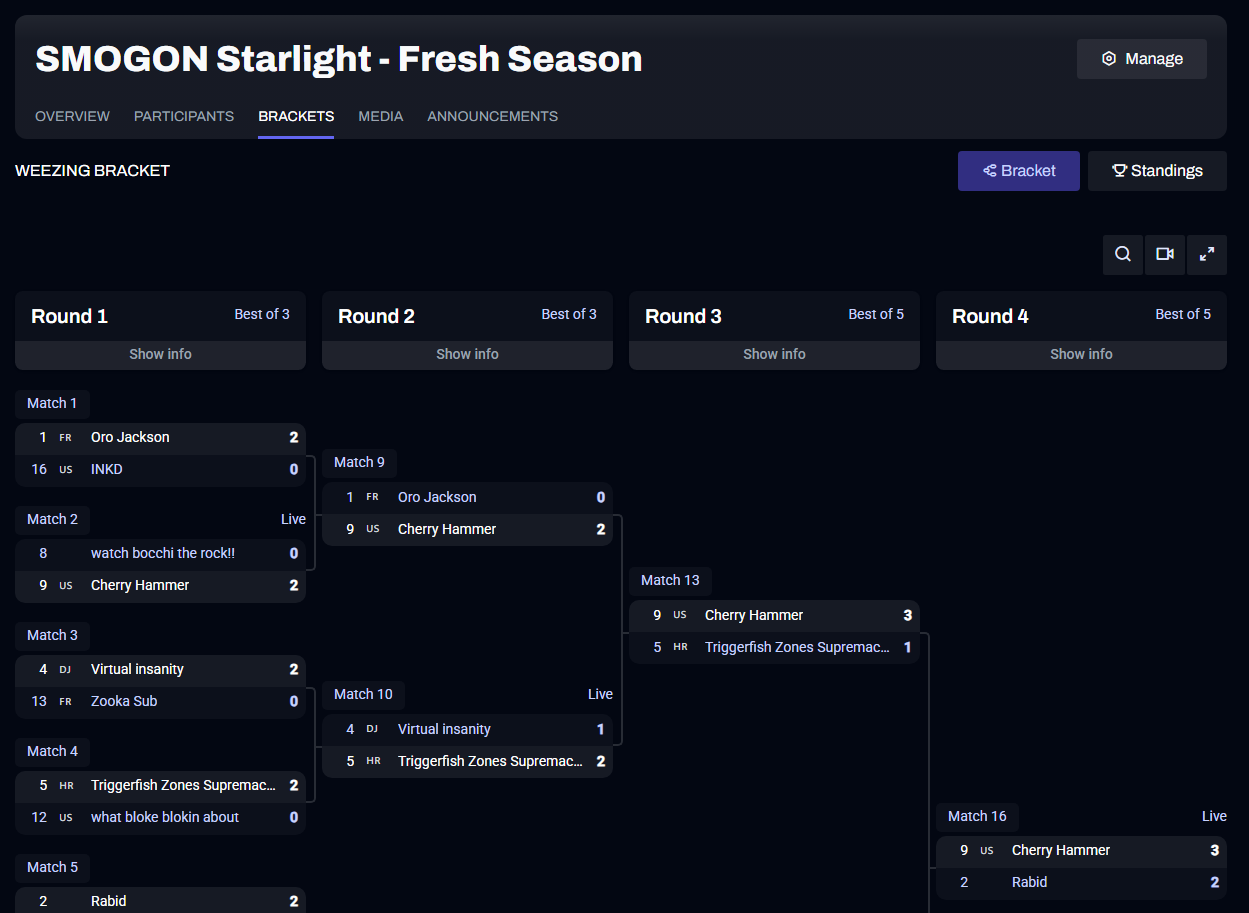 SMOGON Starlight - Fresh Season
Manage
OVERVIEW PARTICIPANTS BRACKETS MEDIA ANNOUNCEMENTS
WEEZING BRACKET
Bracket
Standings
Round 1 Best of 3
Show info
Round 2 Best of 3
Show info
Round 3 Best of 5
Show info
Round 4 Best of 5
Show info
Match 1
1 FR Oro Jackson 2
16 US INKD 0
Match 2 Live
8 watch bocchi the rock!! 0
9 US Cherry Hammer 2
Match 3
4 DJ Virtual insanity 2
13 FR Zooka Sub 0
Match 4
5 HR Triggerfish Zones Supremac... 2
12 US what bloke blokin about 0
Match 5
2 Rabid 2
Match 9
1 FR Oro Jackson 0
9 US Cherry Hammer 2
Match 10 Live
4 DJ Virtual insanity 1
5 HR Triggerfish Zones Supremac... 2
Match 13
9 US Cherry Hammer 3
5 HR Triggerfish Zones Supremac... 1
Match 16 Live
9 US Cherry Hammer 3
2 Rabid 2